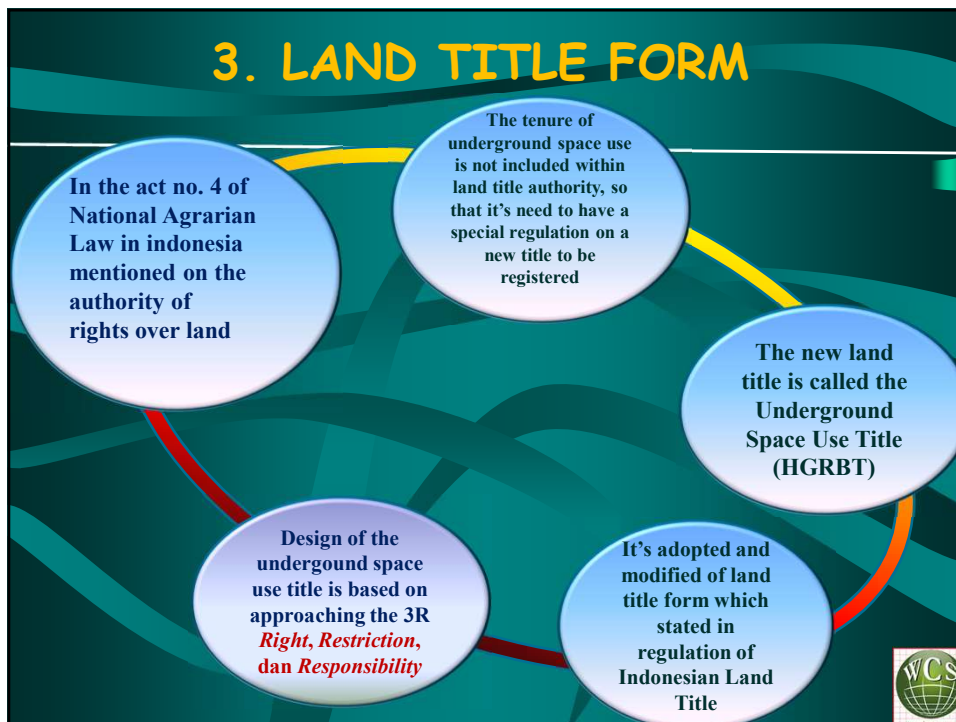 3. LAND TITLE FORM
In the act no. 4 of
National Agrarian
Law in indonesia
mentioned on the
authority of
rights over land
The tenure of
underground space use
is not included within
land title authority, so
that it's need to have a
special regulation on a
new title to be
registered
The new land
title is called the
Underground
Space Use Title
(HGRBT)
It's adopted and
modified of land
title form which
stated in
regulation of
Indonesian Land
Title
Design of the
undergound space
use title is based on
approaching the 3R
Right, Restriction,
dan Responsibility
WCS